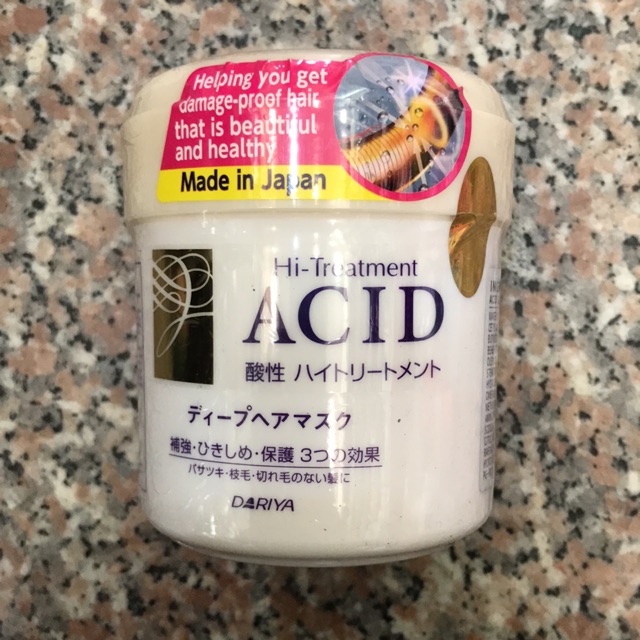 Helping you get
damage-proof hair
that is beautiful
and healthy
Made in Japan
Hi-Treatment
ACID
酸性 ハイトリートメント
ディープヘアマスク
補強・ひきしめ・保護 3つの効果
パサツキ・枝毛・切れ毛のない髪に
DARIYA